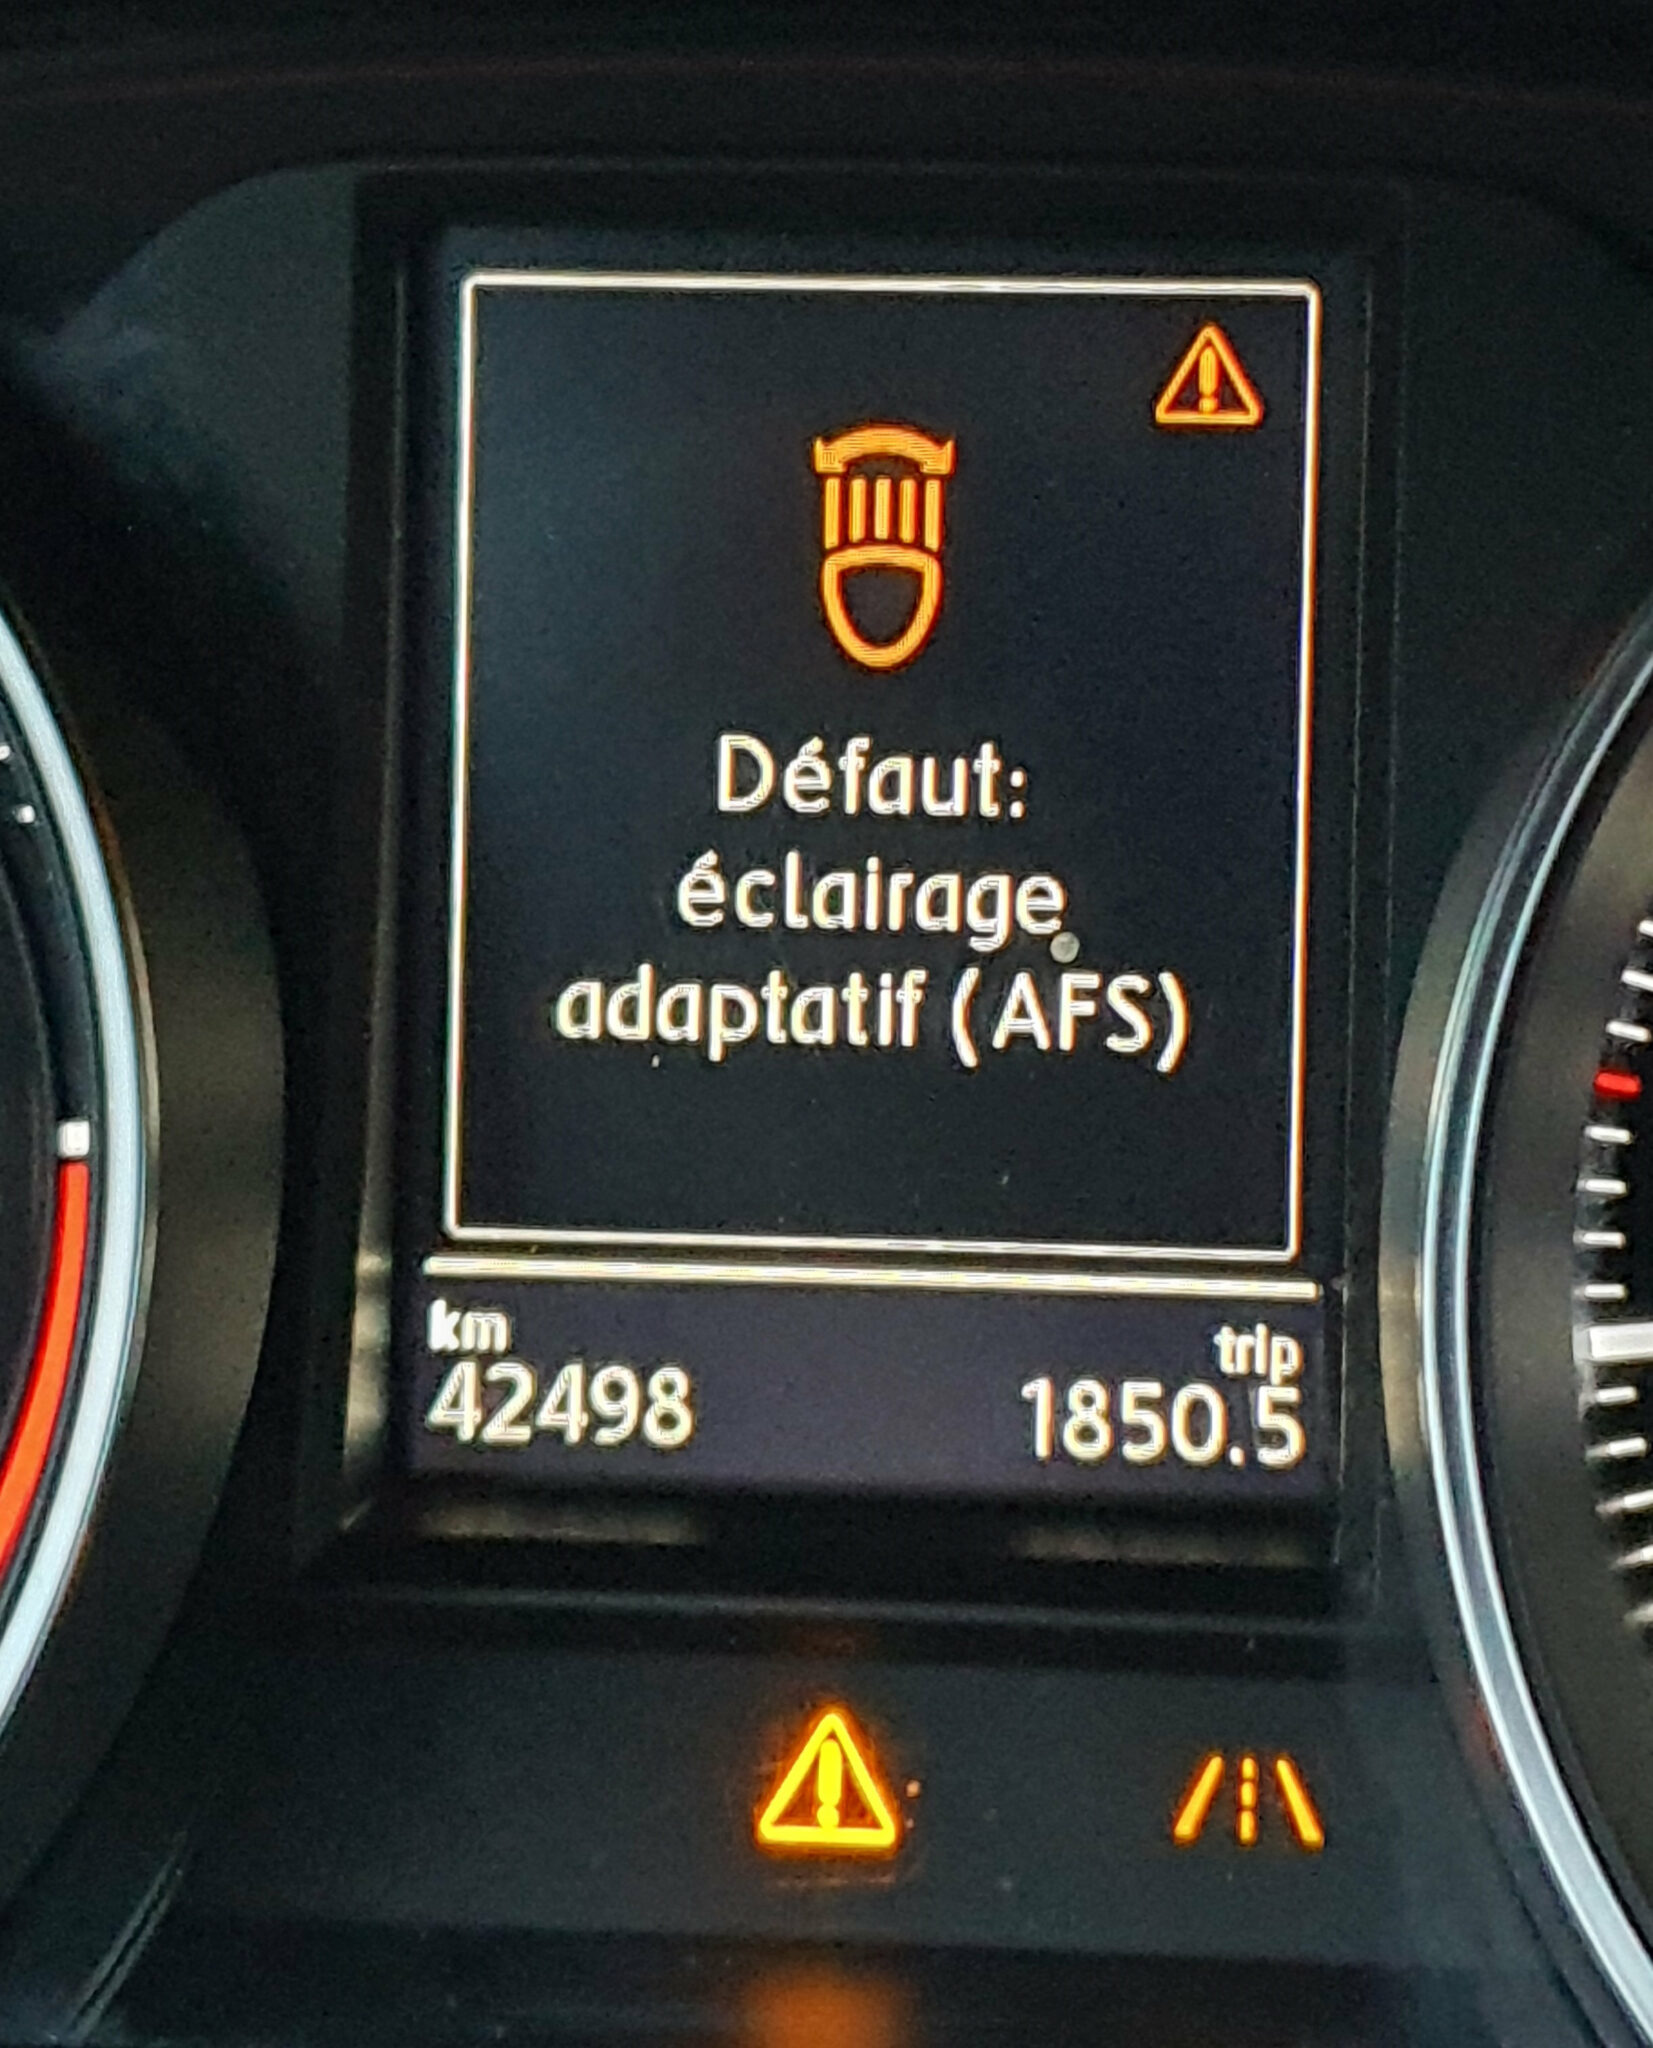 Défaut:
éclairage
adaptatif (AFS)
km trip
42498 1850.5